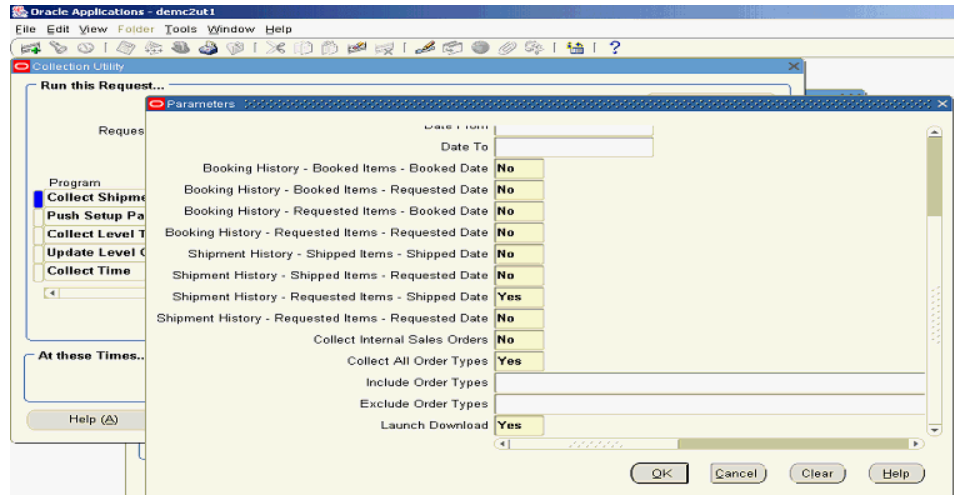 Oracle Applications - demc2ut1
File Edit View Folder Tools Window Help
Collection Utility
Run this Request...
Parameters
Reques
Date From
Date To
Booking History - Booked Items - Booked Date No
Booking History - Booked Items - Requested Date No
Program
Collect Shipme
Booking History - Requested Items - Booked Date No
Push Setup Pa
Booking History - Requested Items - Requested Date No
Collect Level T
Shipment History - Shipped Items - Shipped Date No
Update Level C
Shipment History - Shipped Items - Requested Date No
Collect Time
Shipment History - Requested Items - Shipped Date Yes
Shipment History - Requested Items - Requested Date No
Collect Internal Sales Orders No
At these Times..
Collect All Order Types Yes
Include Order Types
Exclude Order Types
Help (A)
Launch Download Yes
OK Cancel Clear Help